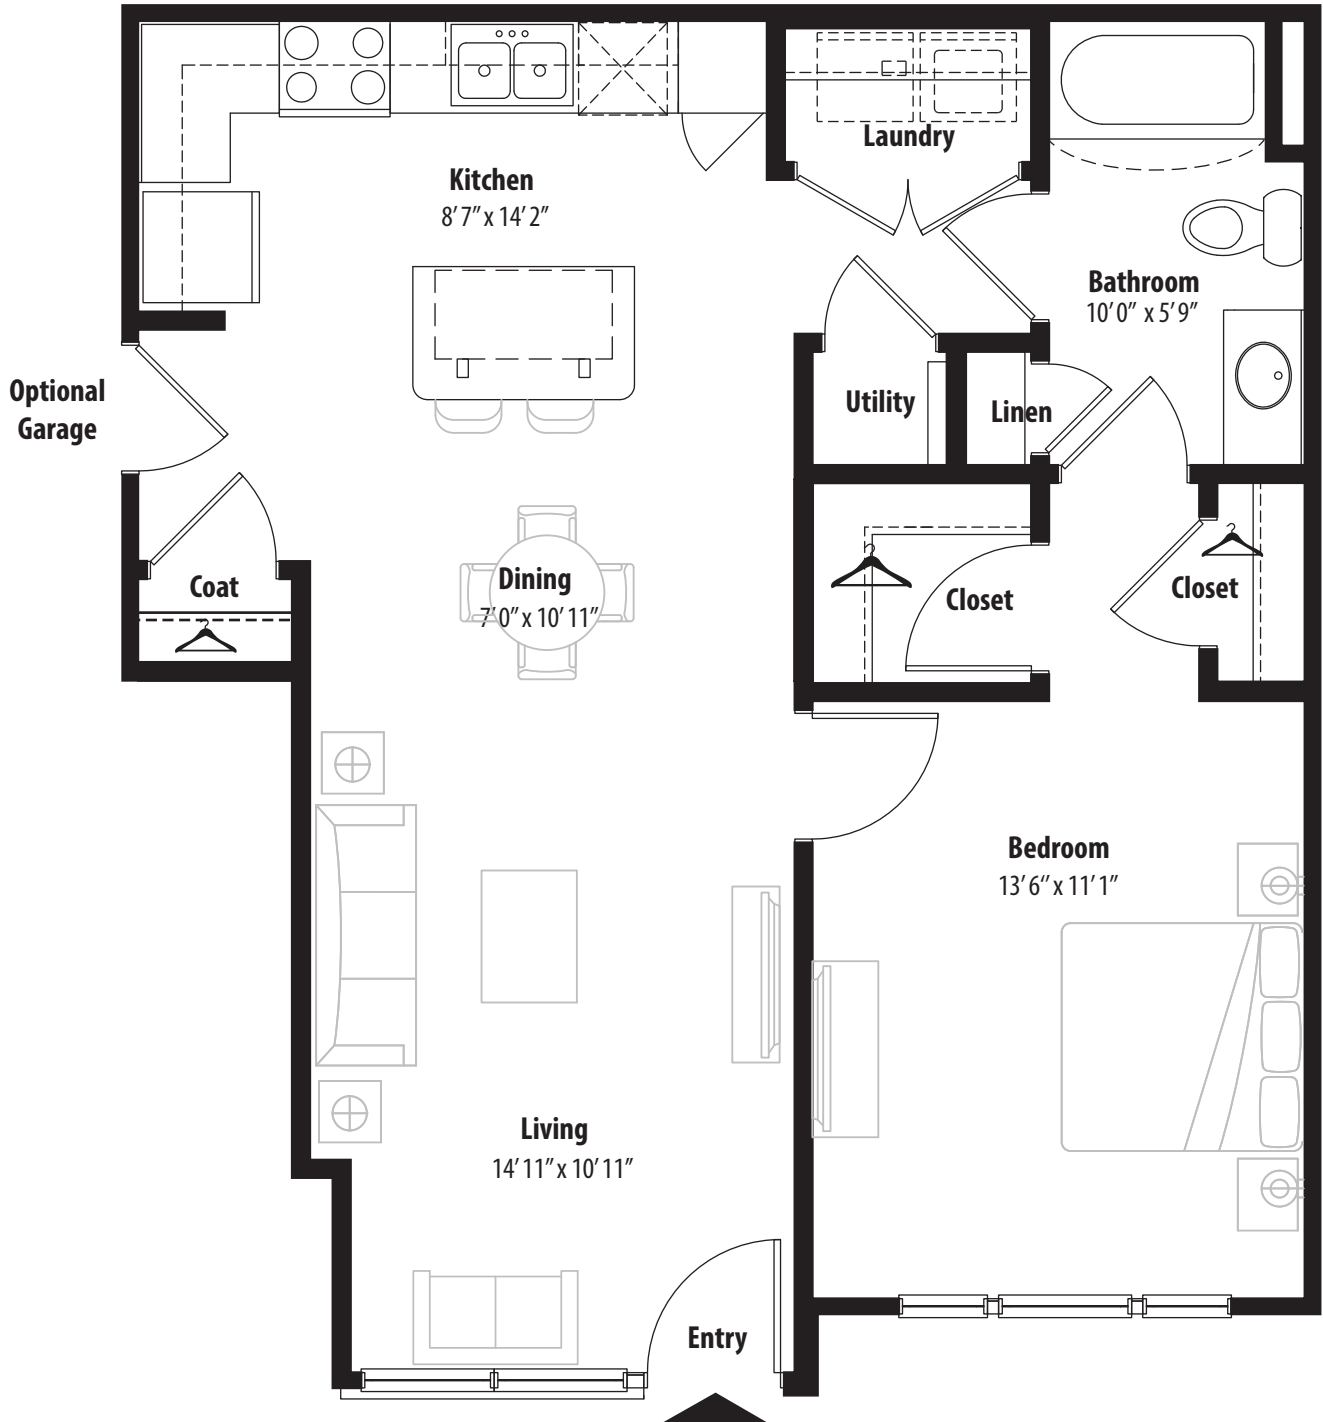 Laundry
Kitchen
8'7" x 14'2"
Bathroom
10'0" x 5'9"
Optional
Garage
Utility
Linen
Coat
Dining
7'0" x 10'11"
Closet
Closet
Bedroom
13'6" x 11'1"
Living
14'11" x 10'11"
Entry